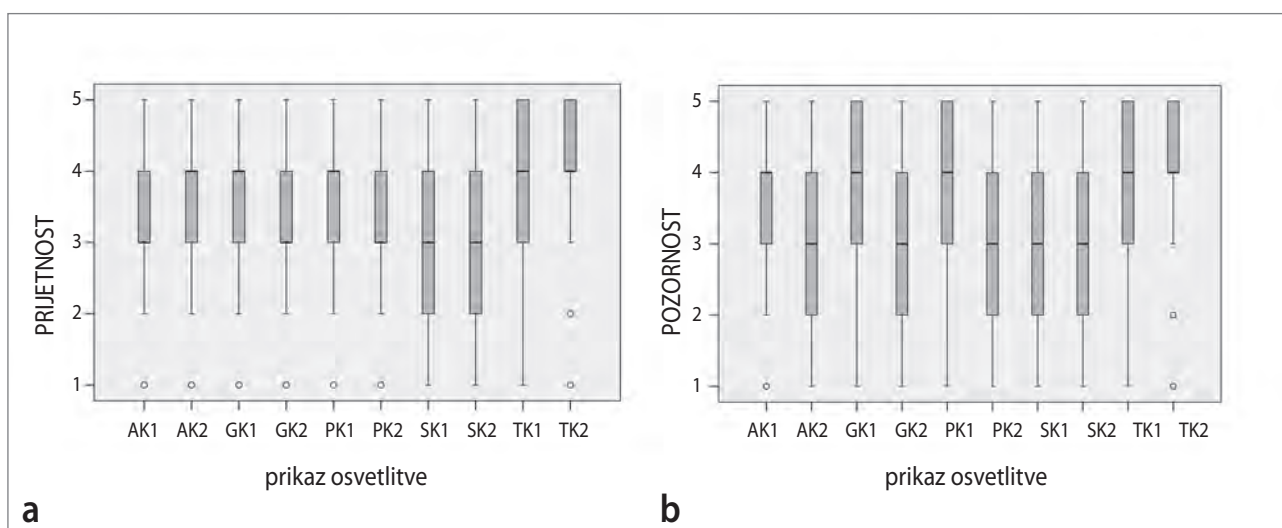 PRIJETNOST
5
4
3
2
1
AK1 AK2 GK1 GK2 PK1 PK2 SK1 SK2 TK1 TK2
prikaz osvetlitve
a
POZORNOST
5
4
3
2
1
AK1 AK2 GK1 GK2 PK1 PK2 SK1 SK2 TK1 TK2
prikaz osvetlitve
b